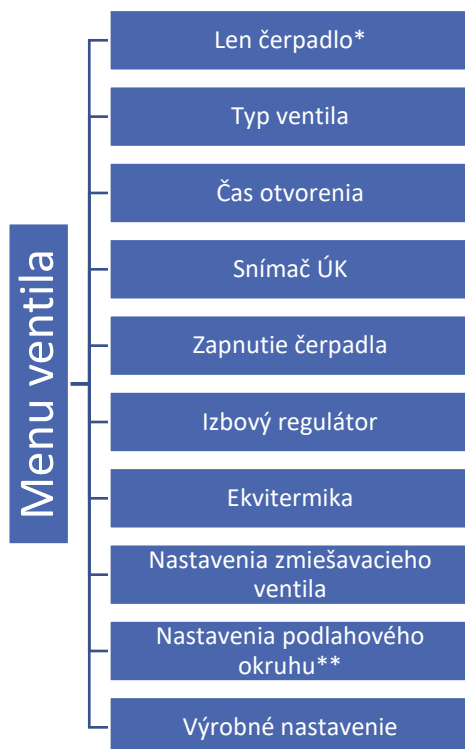 Menu ventila
Len čerpadlo*
Typ ventila
Čas otvorenia
Snímač ÚK
Zapnutie čerpadla
Izbový regulátor
Ekvitermika
Nastavenia zmiešavacieho
ventila
Nastavenia podlahového
okruhu**
Výrobné nastavenie